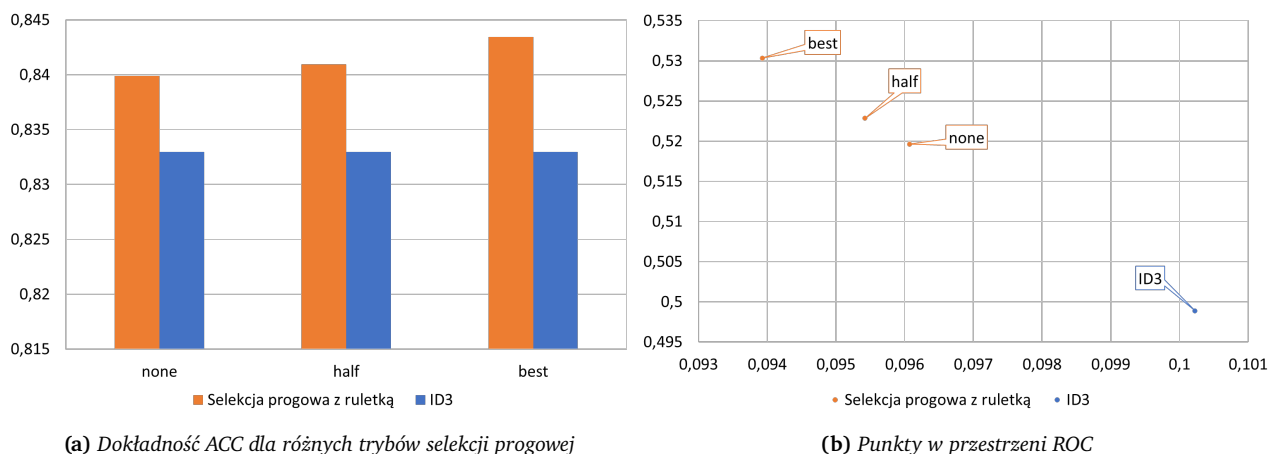 0,845
0,84
0,835
0,83
0,825
0,82
0,815
none half best
Selekcja progowa z ruletką ID3
(a) Dokładność ACC dla różnych trybów selekcji progowej
0,535
0,53
0,525
0,52
0,515
0,51
0,505
0,5
0,495
best
half
none
ID3
0,093 0,094 0,095 0,096 0,097 0,098 0,099 0,1 0,101
Selekcja progowa z ruletką ID3
(b) Punkty w przestrzeni ROC